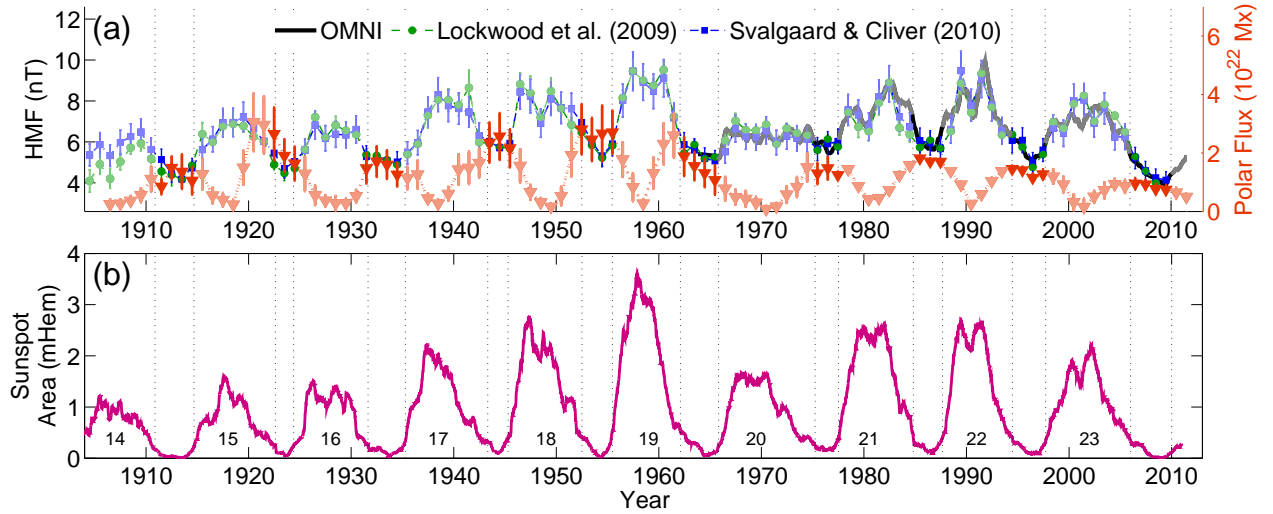 (a) OMNI Lockwood et al. (2009) Svalgaard & Cliver (2010)
HMF (nT)
12
10
8
6
4
Polar Flux (10^22 Mx)
6
4
2
0
1910 1920 1930 1940 1950 1960 1970 1980 1990 2000 2010
(b)
Sunspot
Area (mHem)
4
3
2
1
0
14 15 16 17 18 19 20 21 22 23
1910 1920 1930 1940 1950 1960 1970 1980 1990 2000 2010
Year